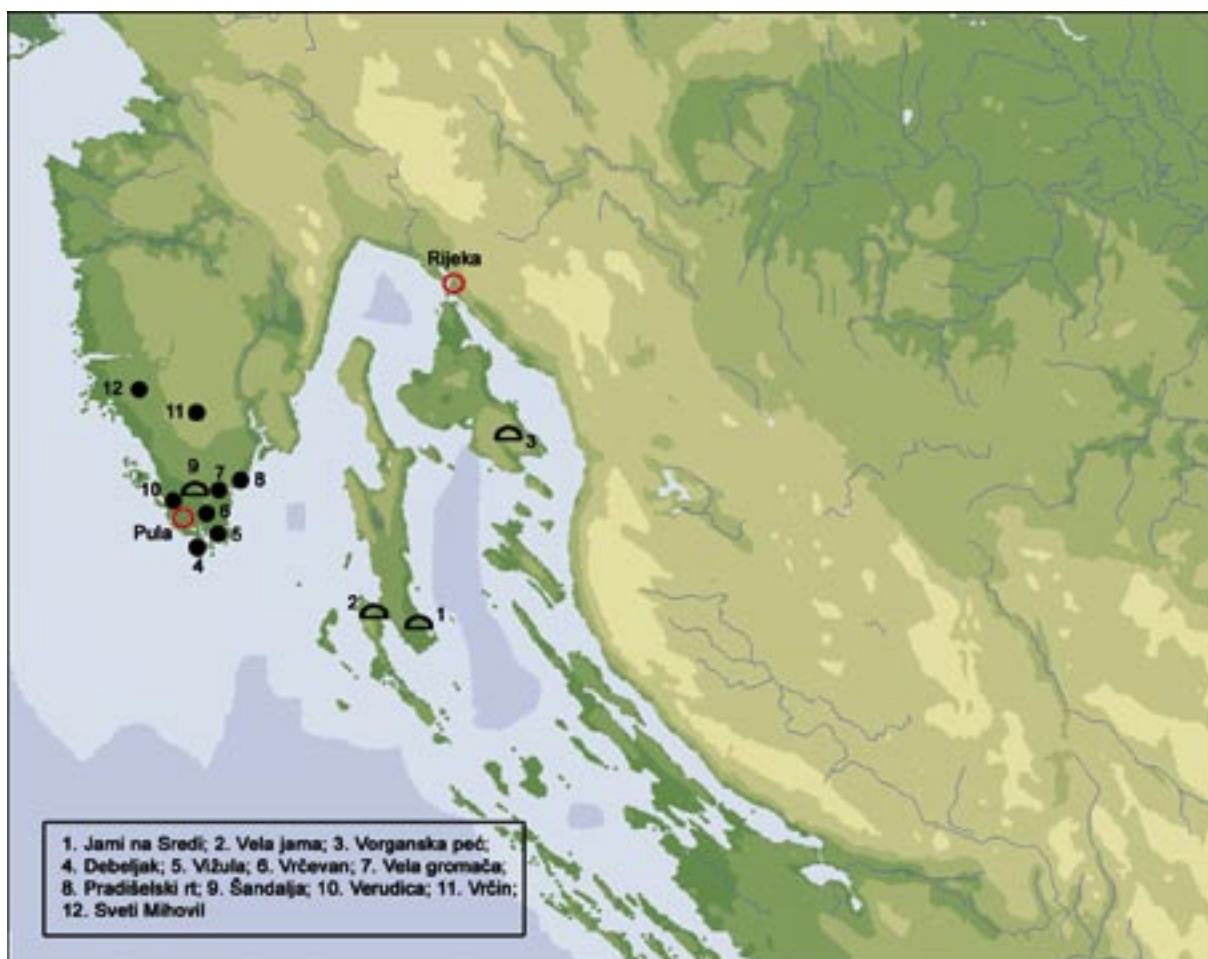 Rijeka
12
11
3
9
7
8
10
6
Pula
5
4
2
1
1. Jami na Sredi; 2. Vela jama; 3. Vorganska peć;
4. Debeljak; 5. Vižula; 6. Vrčevan; 7. Vela gromača;
8. Pradišelski rt; 9. Šandalja; 10. Verudica; 11. Vrčin;
12. Sveti Mihovil